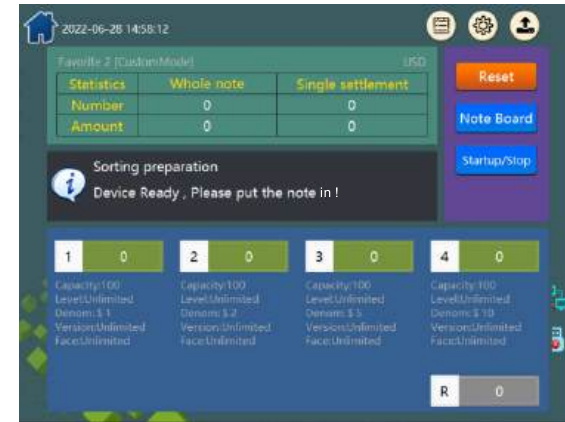 2022-06-28 14:58:12
Favorite 2 [CustomMode] USD
Statistics Whole note Single settlement
Number 0 0
Amount 0 0
Reset
Note Board
Startup/Stop
Sorting preparation
Device Ready , Please put the note in !
1 0 2 0 3 0 4 0
Capacity:100 Capacity:100 Capacity:100 Capacity:100
Level:Unlimited Level:Unlimited Level:Unlimited Level:Unlimited
Denom: $ 1 Denom: $ 2 Denom: $ 5 Denom: $ 10
Version:Unlimited Version:Unlimited Version:Unlimited Version:Unlimited
Face:Unlimited Face:Unlimited Face:Unlimited Face:Unlimited
R 0